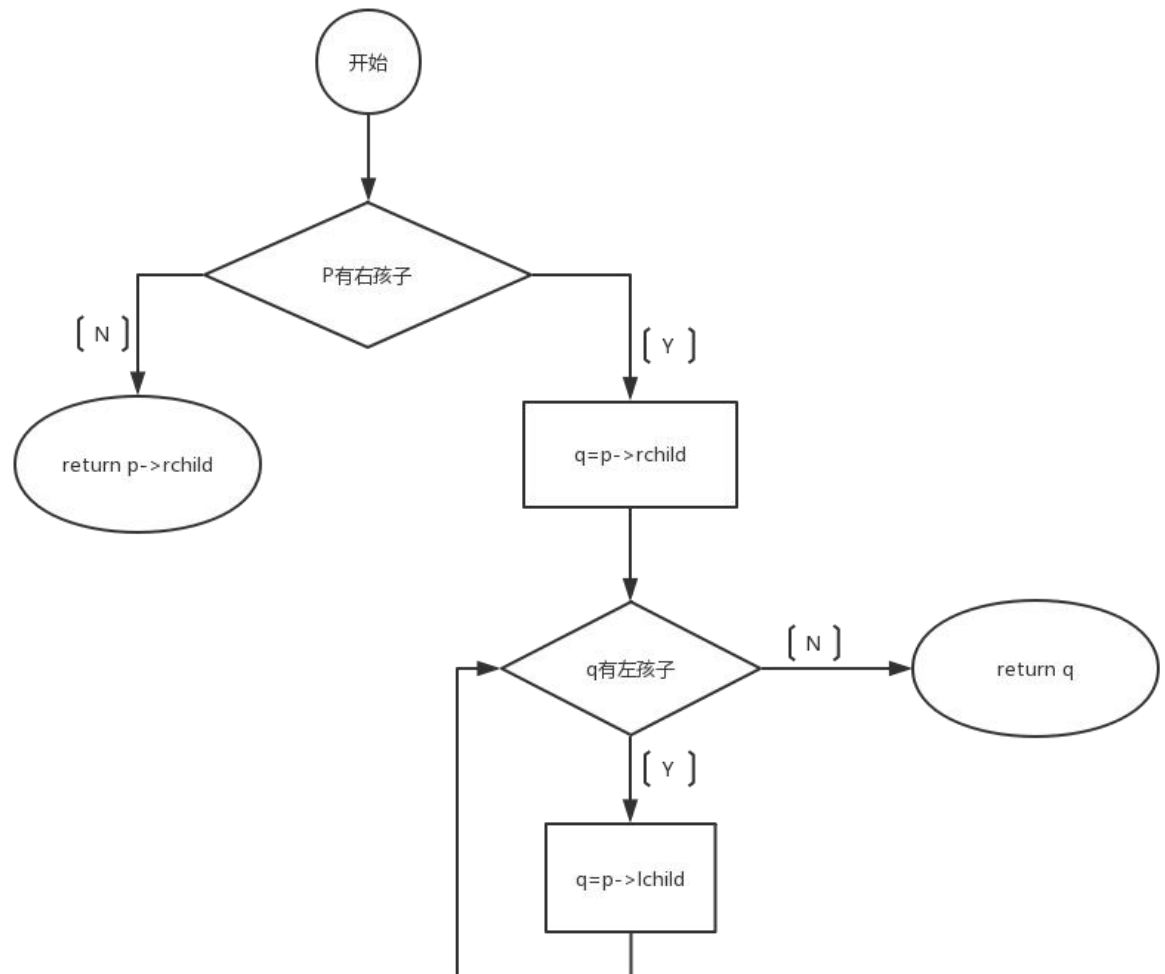 开始
P有右孩子
[ N ]
[ Y ]
return p->rchild
q=p->rchild
q有左孩子
[ N ]
return q
[ Y ]
q=p->lchild